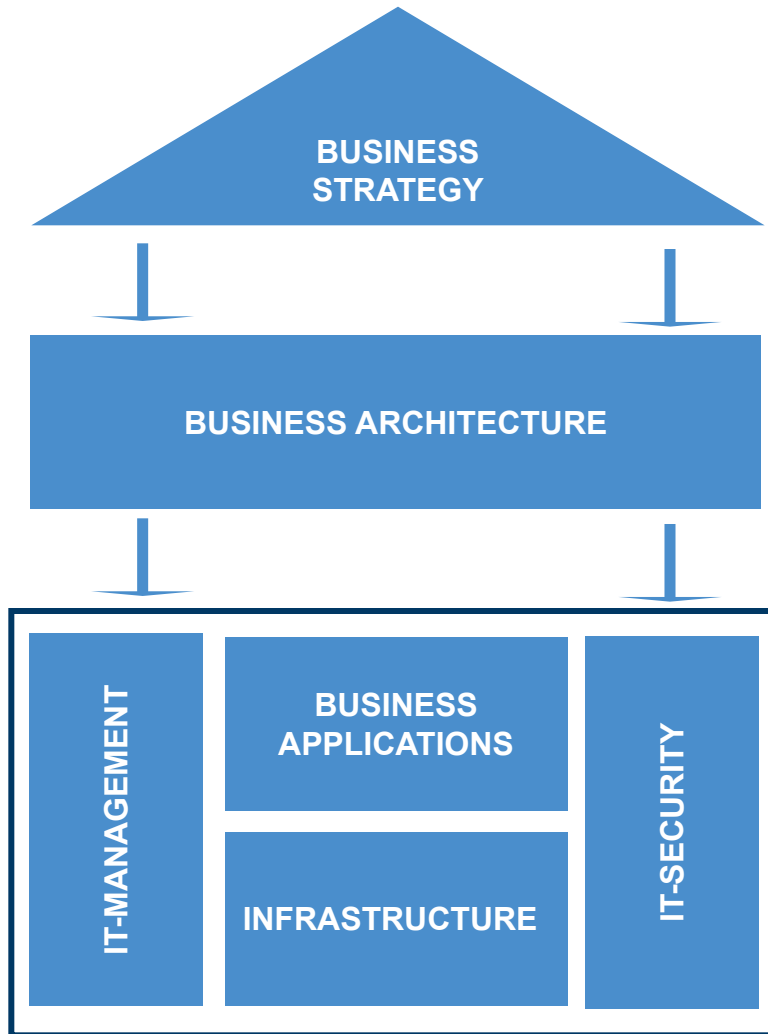 BUSINESS
STRATEGY
BUSINESS ARCHITECTURE
IT-MANAGEMENT
BUSINESS
APPLICATIONS
INFRASTRUCTURE
IT-SECURITY